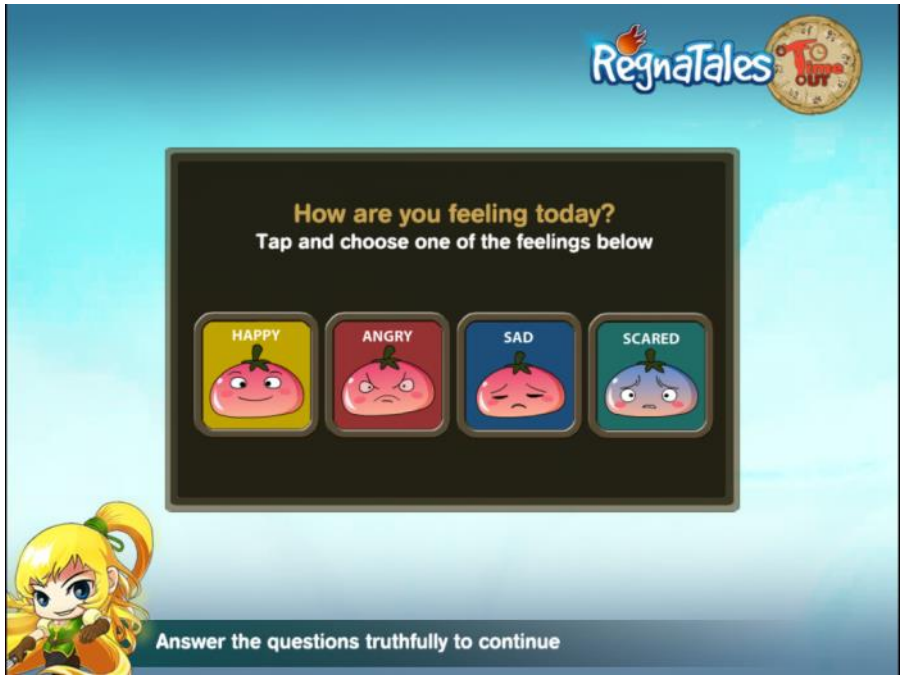 RegnaTales
Time
OUT
How are you feeling today?
Tap and choose one of the feelings below
HAPPY
ANGRY
SAD
SCARED
Answer the questions truthfully to continue